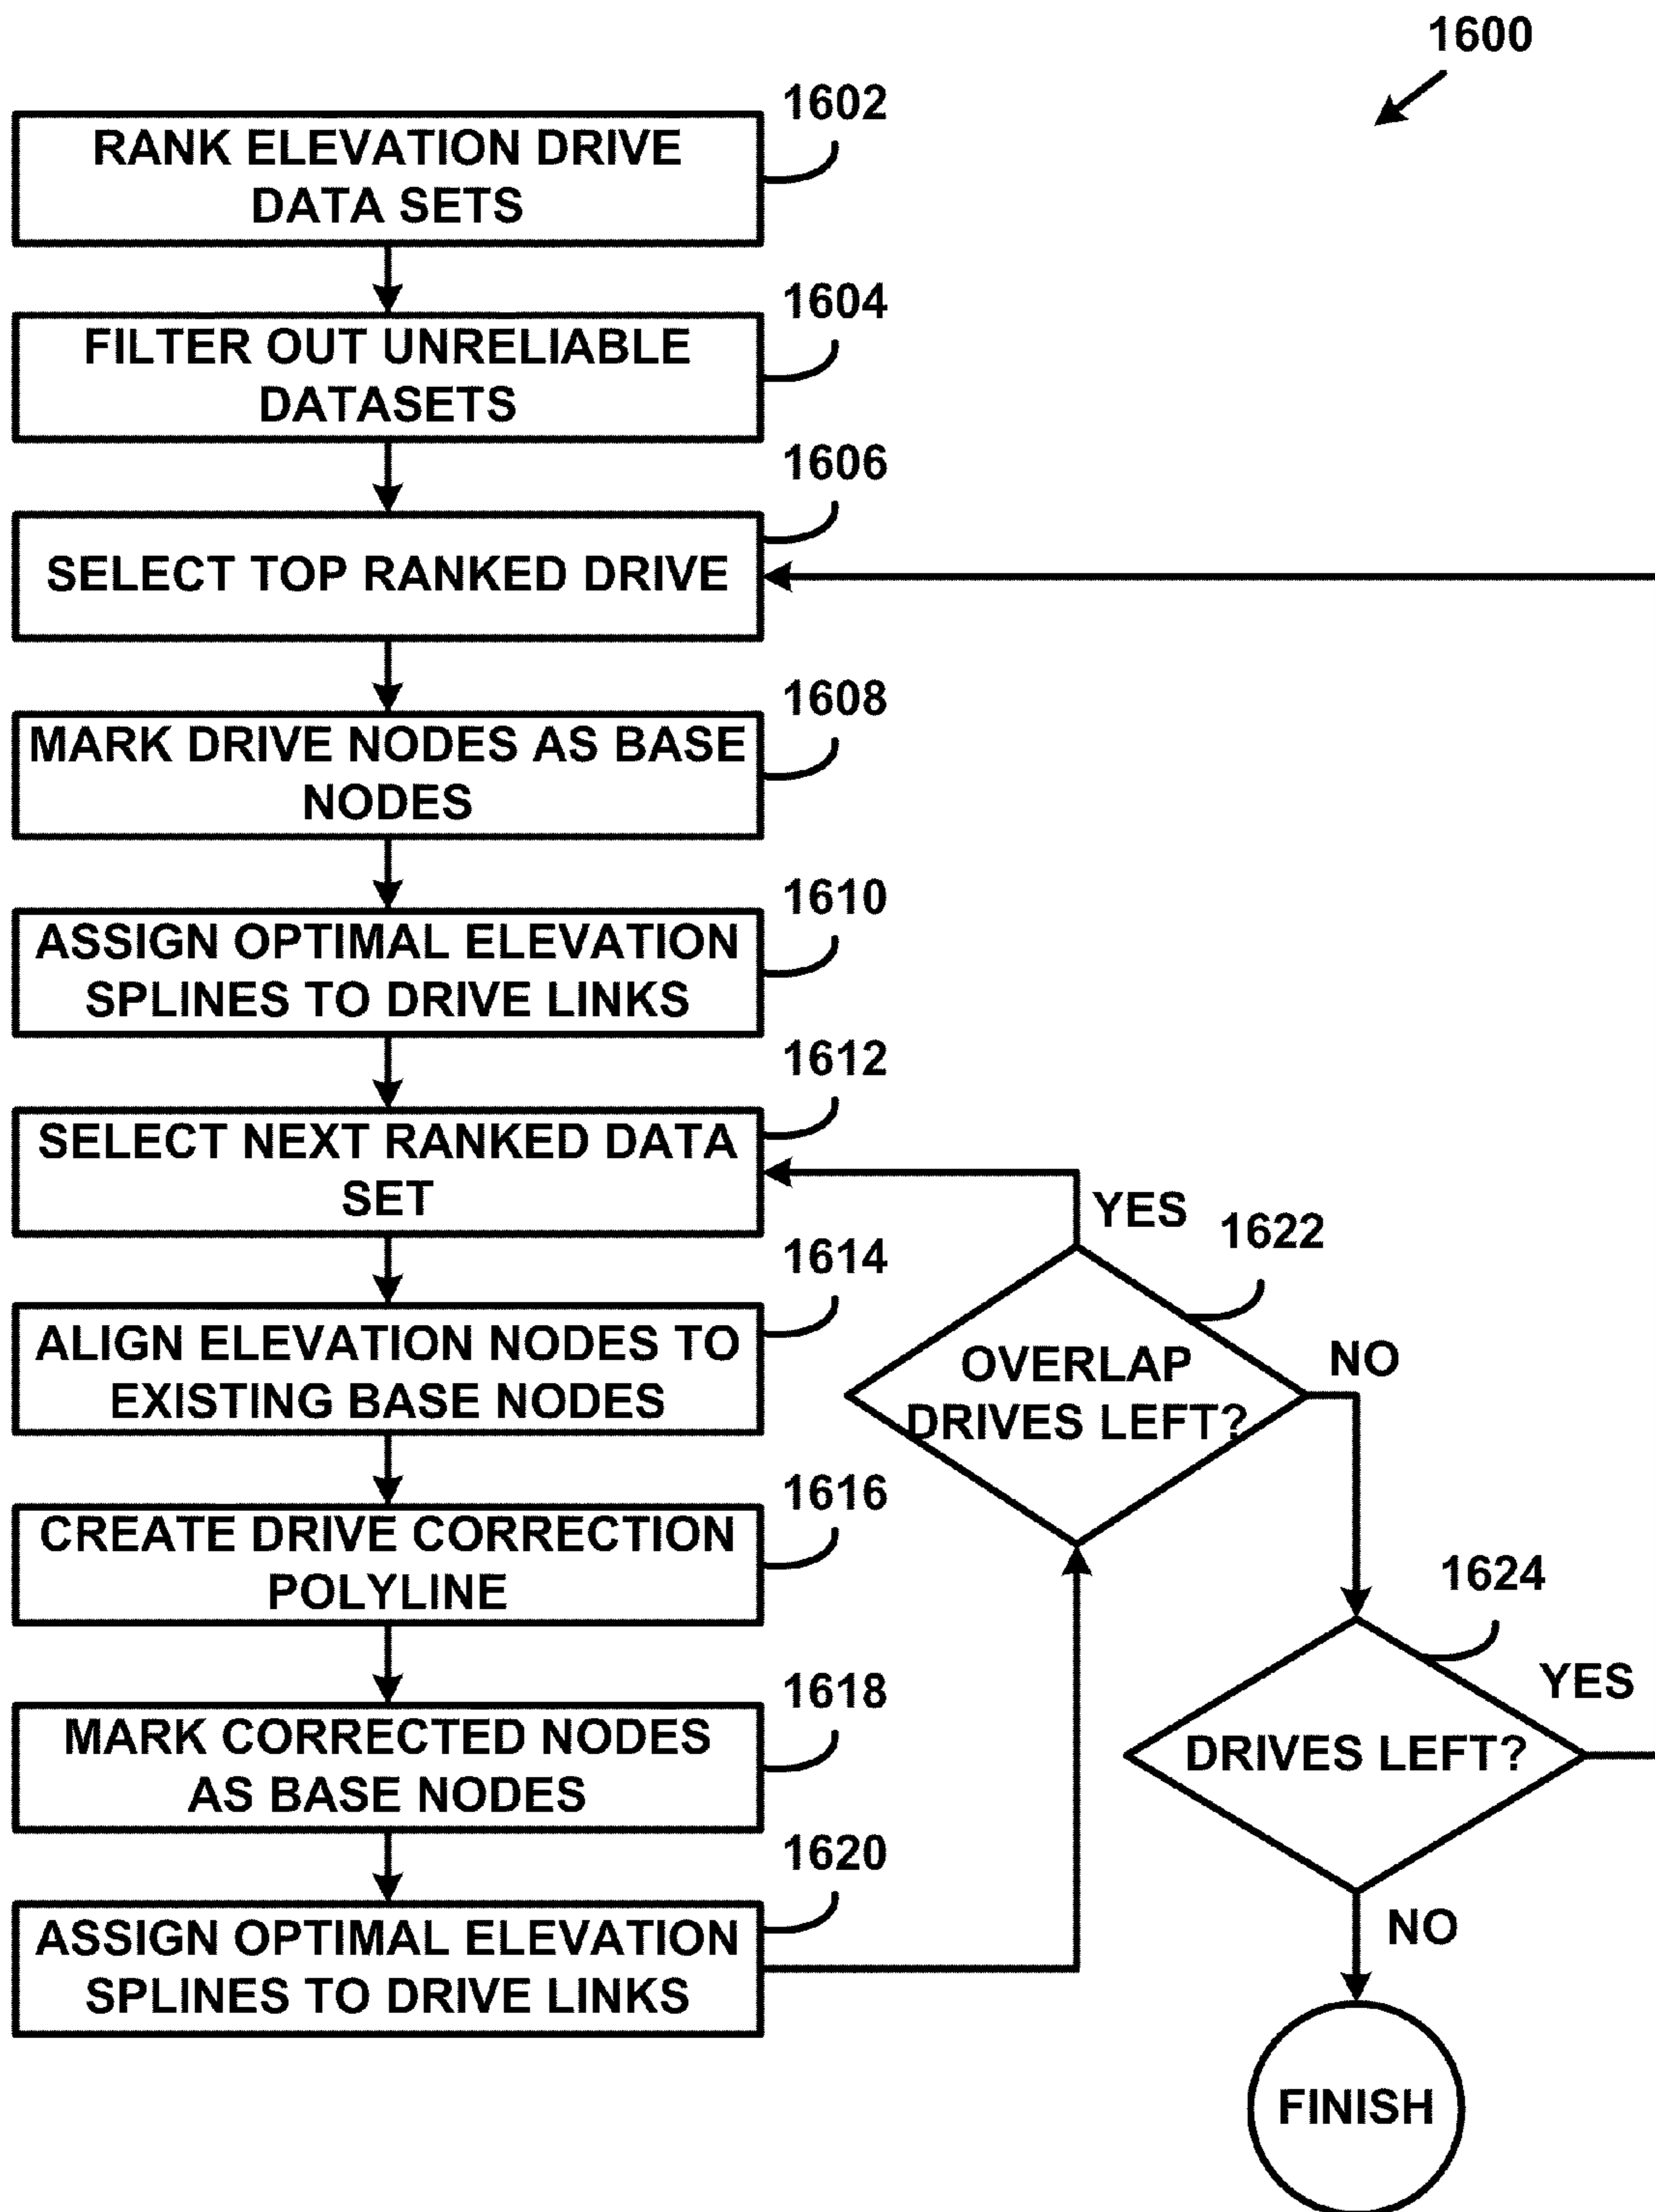 1600
1602
RANK ELEVATION DRIVE
DATA SETS
1604
FILTER OUT UNRELIABLE
DATASETS
1606
SELECT TOP RANKED DRIVE
1608
MARK DRIVE NODES AS BASE
NODES
1610
ASSIGN OPTIMAL ELEVATION
SPLINES TO DRIVE LINKS
1612
SELECT NEXT RANKED DATA
SET
1614
ALIGN ELEVATION NODES TO
EXISTING BASE NODES
1616
CREATE DRIVE CORRECTION
POLYLINE
1618
MARK CORRECTED NODES
AS BASE NODES
1620
ASSIGN OPTIMAL ELEVATION
SPLINES TO DRIVE LINKS
YES
1622
OVERLAP
DRIVES LEFT?
NO
1624
YES
DRIVES LEFT?
NO
FINISH